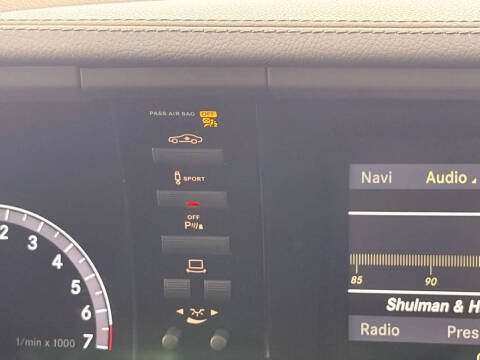 PASS AIR BAG OFF
SPORT
OFF
P
Navi Audio
85 90
Shulman & H
Radio Pres
2
3
4
5
6
7
l/min x 1000